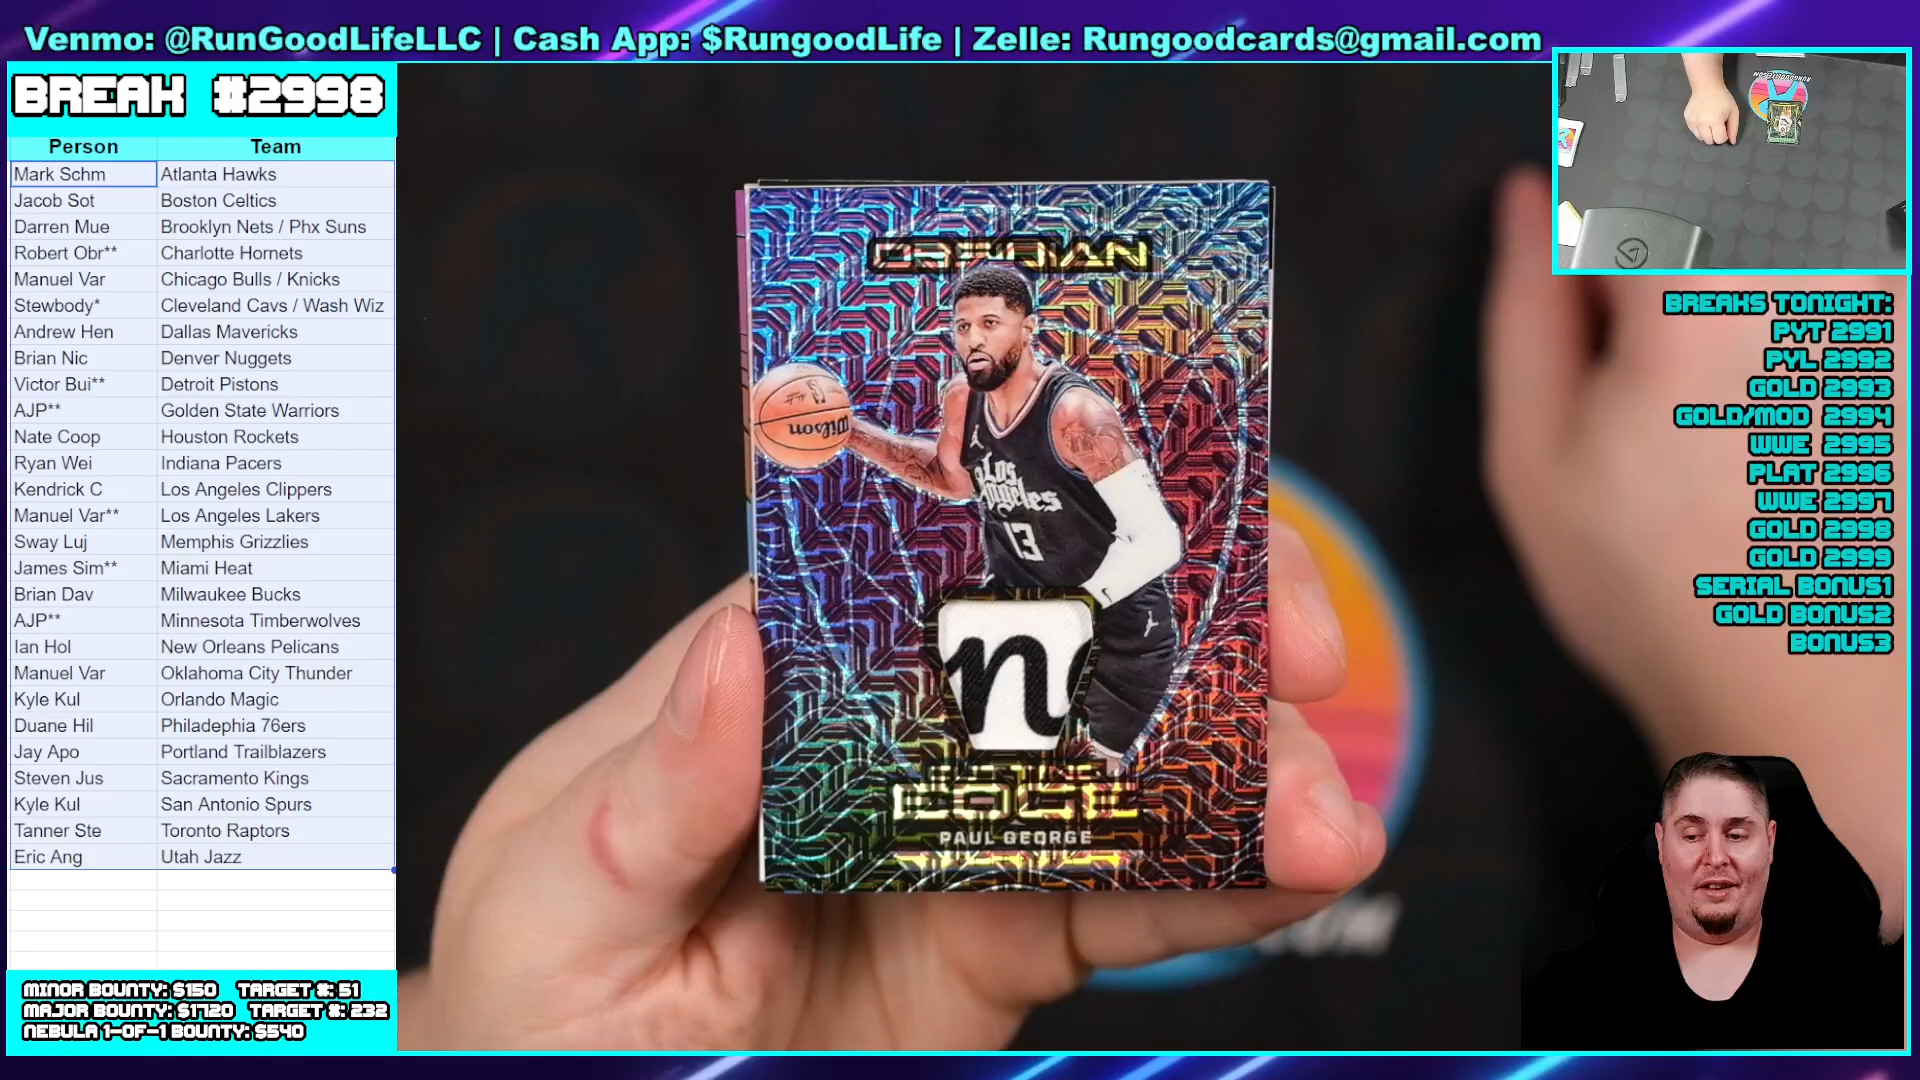 Venmo: @RunGoodLifeLLC | Cash App: $RungoodLife | Zelle: Rungoodcards@gmail.com
BREAK #2998
Person Team
Mark Schm Atlanta Hawks
Jacob Sot Boston Celtics
Darren Mue Brooklyn Nets / Phx Suns
Robert Obr** Charlotte Hornets
Manuel Var Chicago Bulls / Knicks
Stewbody* Cleveland Cavs / Wash Wiz
Andrew Hen Dallas Mavericks
Brian Nic Denver Nuggets
Victor Bui** Detroit Pistons
AJP** Golden State Warriors
Nate Coop Houston Rockets
Ryan Wei Indiana Pacers
Kendrick C Los Angeles Clippers
Manuel Var** Los Angeles Lakers
Sway Luj Memphis Grizzlies
James Sim** Miami Heat
Brian Dav Milwaukee Bucks
AJP** Minnesota Timberwolves
Ian Hol New Orleans Pelicans
Manuel Var Oklahoma City Thunder
Kyle Kul Orlando Magic
Duane Hil Philadephia 76ers
Jay Apo Portland Trailblazers
Steven Jus Sacramento Kings
Kyle Kul San Antonio Spurs
Tanner Ste Toronto Raptors
Eric Ang Utah Jazz
MINOR BOUNTY: $150 TARGET #: 51
MAJOR BOUNTY: $1720 TARGET #: 232
NEBULA 1-OF-1 BOUNTY: $540
OBSIDIAN
Wilson
Los
Angeles
13
n
EDGE
PAUL GEORGE
RUNGOODLIFE.COM
BREAKS TONIGHT:
PYT 2991
PYL 2992
GOLD 2993
GOLD/MOD 2994
WWE 2995
PLAT 2996
WWE 2997
GOLD 2998
GOLD 2999
SERIAL BONUS1
GOLD BONUS2
BONUS3